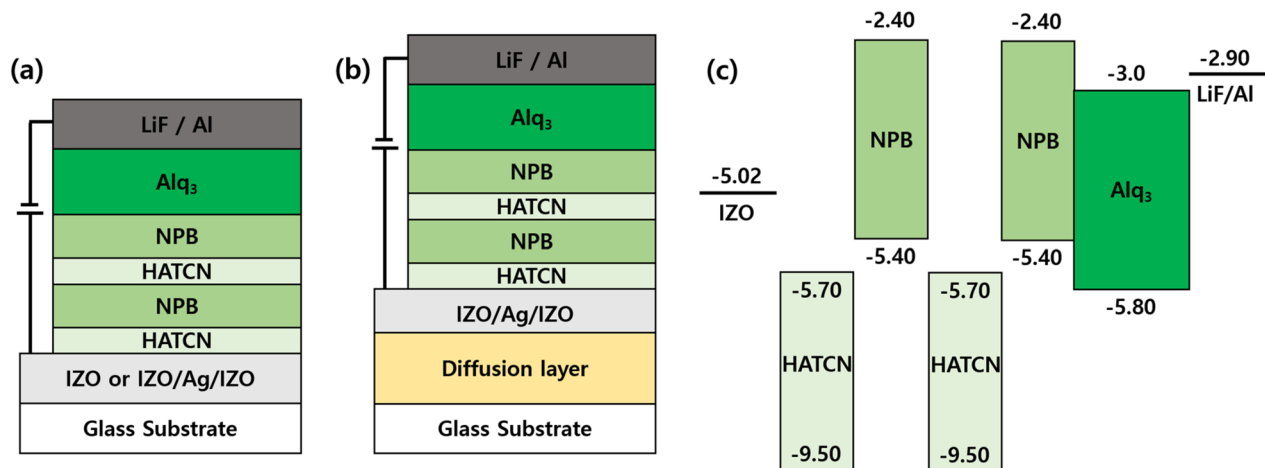 (a)
LiF / Al
Alq₃
NPB
HATCN
NPB
HATCN
IZO or IZO/Ag/IZO
Glass Substrate
(b)
LiF / Al
Alq₃
NPB
HATCN
NPB
HATCN
IZO/Ag/IZO
Diffusion layer
Glass Substrate
(c)
-5.02
IZO
-5.70
HATCN
-9.50
-2.40
NPB
-5.40
-5.70
HATCN
-9.50
-2.40
NPB
-5.40
-3.0
Alq₃
-5.80
-2.90
LiF/Al